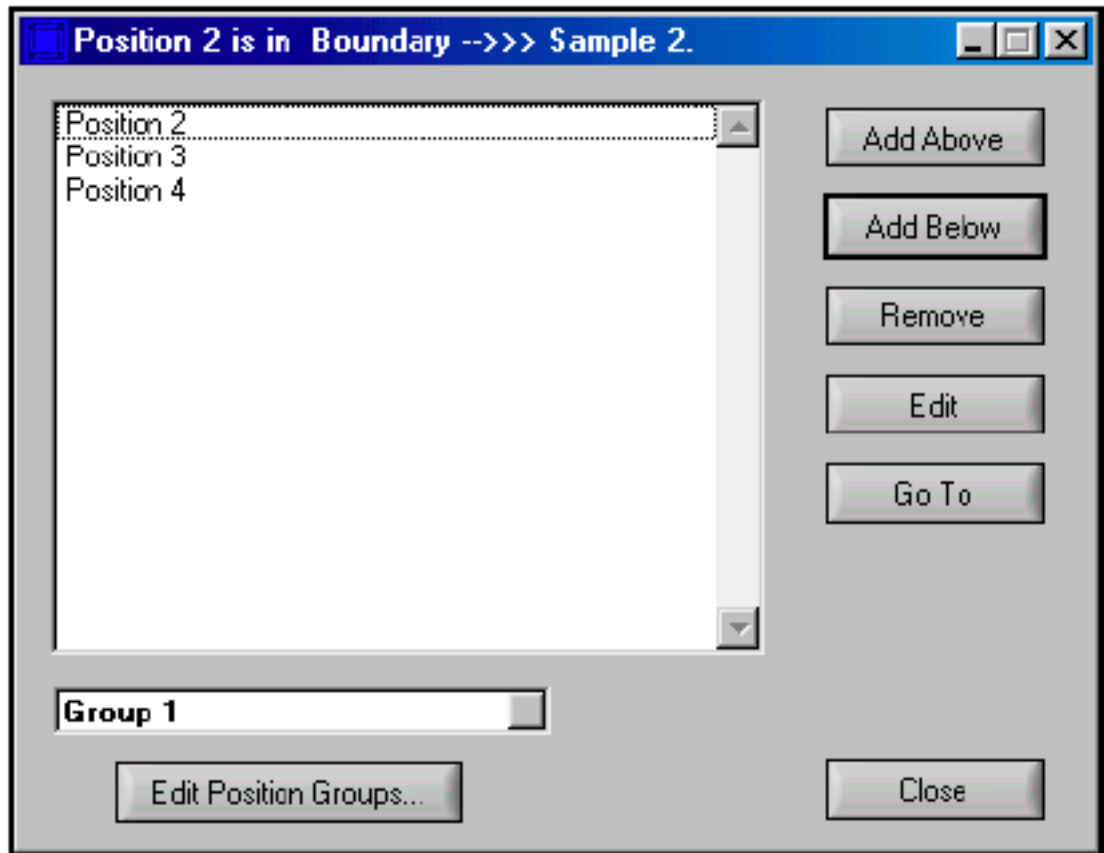 Position 2 is in  Boundary -->>> Sample 2.
Position 2
Position 3
Position 4
Add Above
Add Below
Remove
Edit
Go To
Group 1
Edit Position Groups...
Close